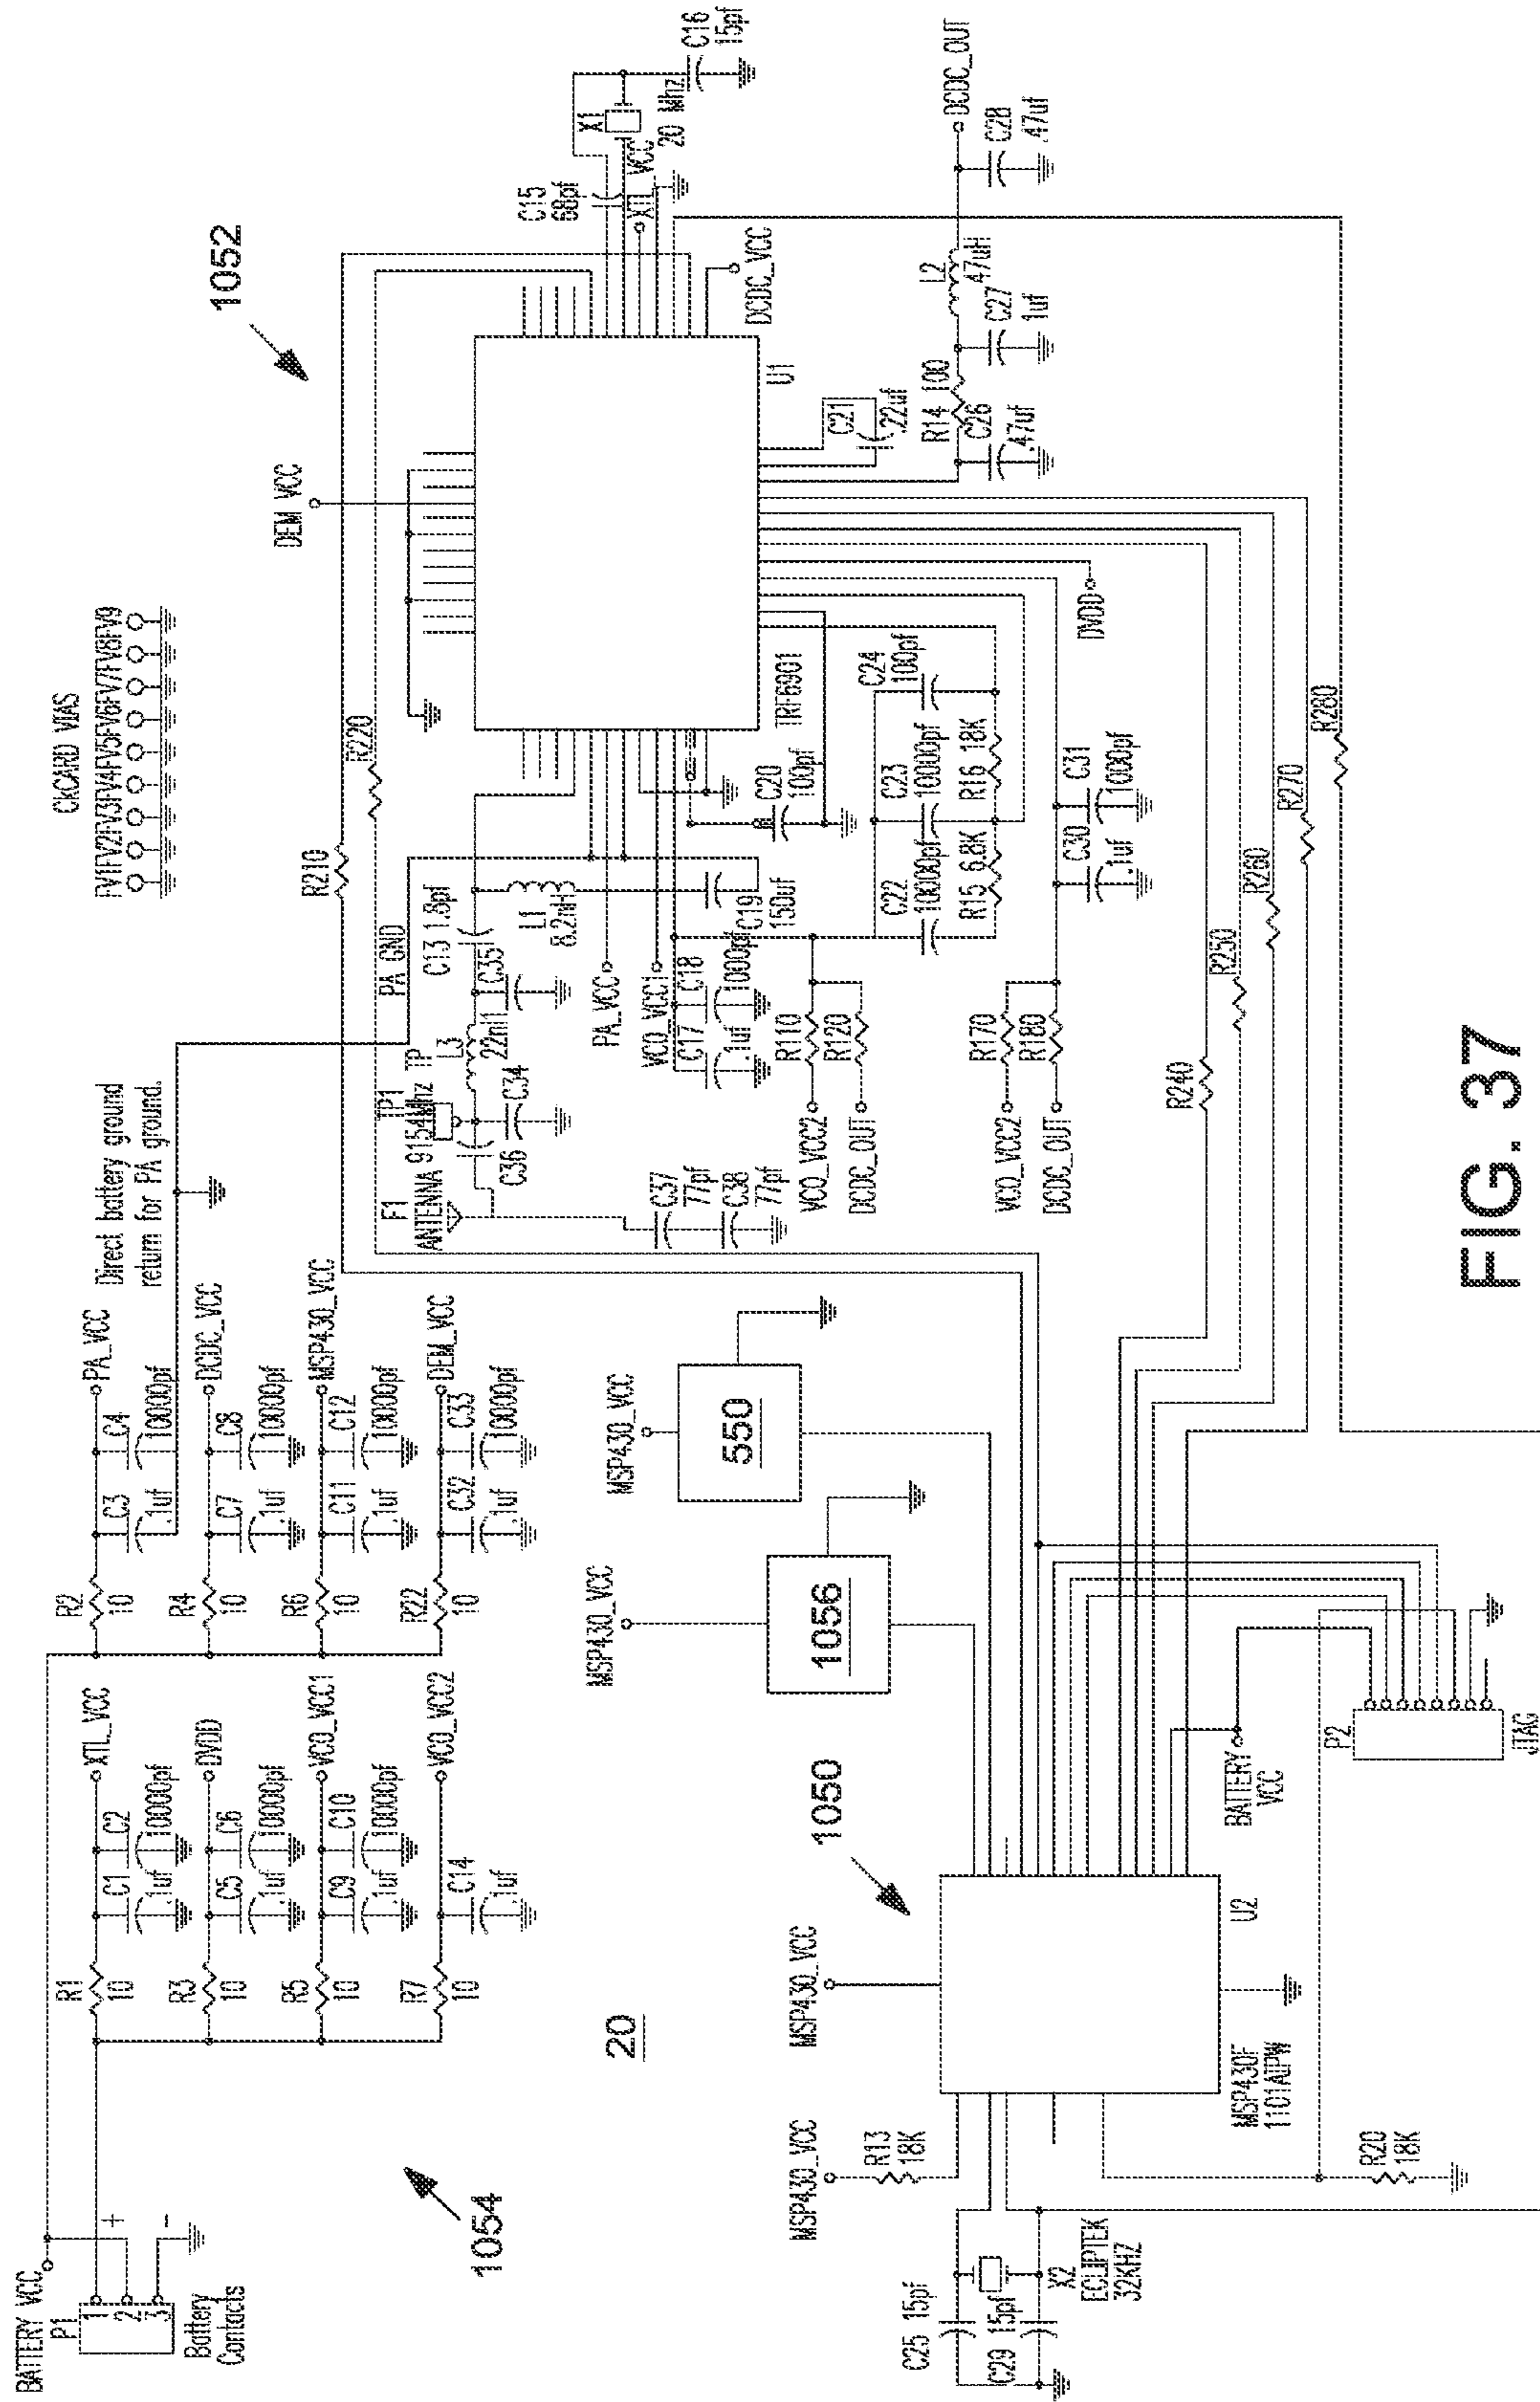 BATTERY VCC
P1
1
2
3
+
-
Battery
Contacts
1054
R1
10
C1
.1uf
C2
10000pf
XTL_VCC
R3
10
C5
.1uf
C6
10000pf
DVDD
R5
10
C9
.1uf
C10
10000pf
VCO_VCC1
R7
10
C14
.1uf
VCO_VCC2
R2
10
C3
.1uf
C4
10000pf
PA_VCC
R4
10
C7
.1uf
C8
10000pf
DCDC_VCC
R6
10
C11
.1uf
C12
10000pf
MSP430_VCC
R22
10
C32
.1uf
C33
10000pf
DEM_VCC
Direct battery ground
return for PA ground.
PA GND
CKCARD VIAS
FV1FV2FV3FV4FV5FV6FV7FV8FV9
R210
R220
DEM VCC
1052
F1
ANTENNA
TP1
TP
9154Mhz
C36
C34
L3
C35
C13 1.8pf
L1
8.2nH
C19
150uf
C37
77pf
C38
77pf
PA_VCC
VCO_VCC1
C17
.1uf
C18
1000pf
C20
100pf
TRF6901
U1
C15
68pf
X1
20 Mhz
C16
15pf
XTL VCC
DCDC_VCC
C21
.22uf
R14 100
C26
.47uf
C27
.1uf
L2
47uH
C28
.47uf
DCDC_OUT
VCO_VCC2
R110
DCDC_OUT
R120
C22
10000pf
C23
10000pf
C24
100pf
R15 6.8K
R16 18K
VCO_VCC2
R170
DCDC_OUT
R180
C30
.1uf
C31
1000pf
DVDD
R240
R250
R260
R270
R280
20
MSP430_VCC
550
MSP430_VCC
1056
1050
MSP430_VCC
MSP430_VCC
R13
18K
U2
MSP430F
1101AIPW
C25 15pf
C29 15pf
X2
ECLIPTEK
32KHZ
R20
18K
BATTERY
VCC
P2
JTAG
FIG. 37